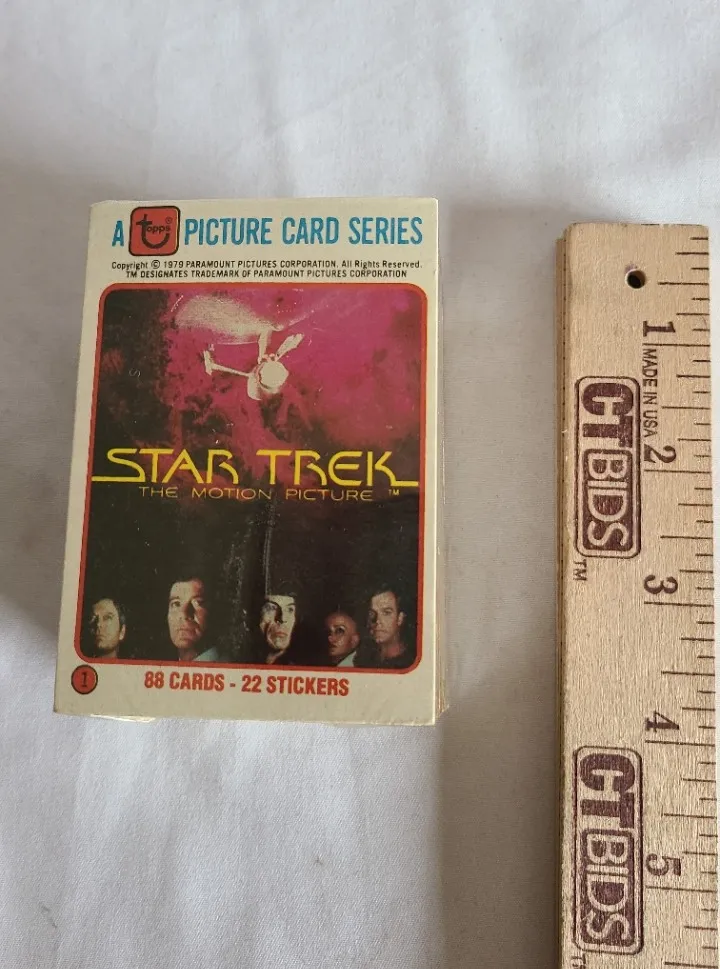 A topps® PICTURE CARD SERIES
Copyright © 1979 PARAMOUNT PICTURES CORPORATION. All Rights Reserved.
TM DESIGNATES TRADEMARK OF PARAMOUNT PICTURES CORPORATION
STAR TREK
THE MOTION PICTURE ™
1
88 CARDS - 22 STICKERS
1
MADE IN USA
2
CTBIDS™
3
4
CTBIDS
5